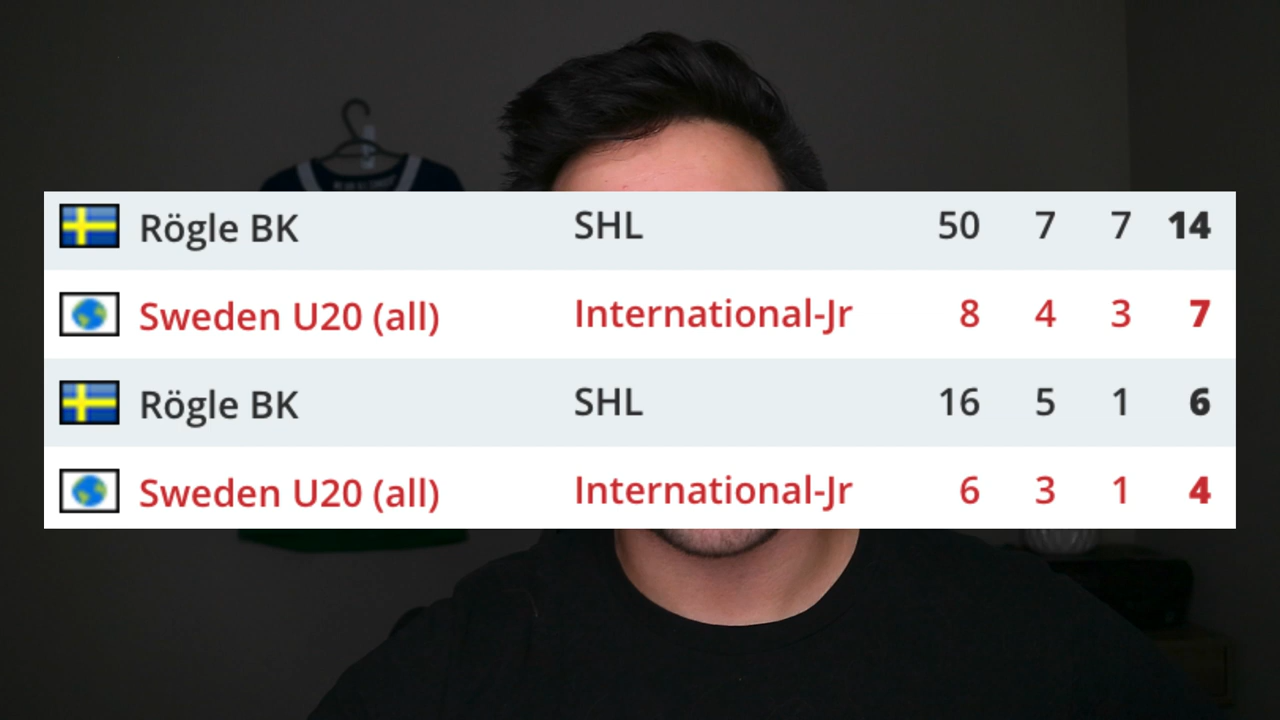 Rögle BK SHL 50 7 7 14
Sweden U20 (all) International-Jr 8 4 3 7
Rögle BK SHL 16 5 1 6
Sweden U20 (all) International-Jr 6 3 1 4